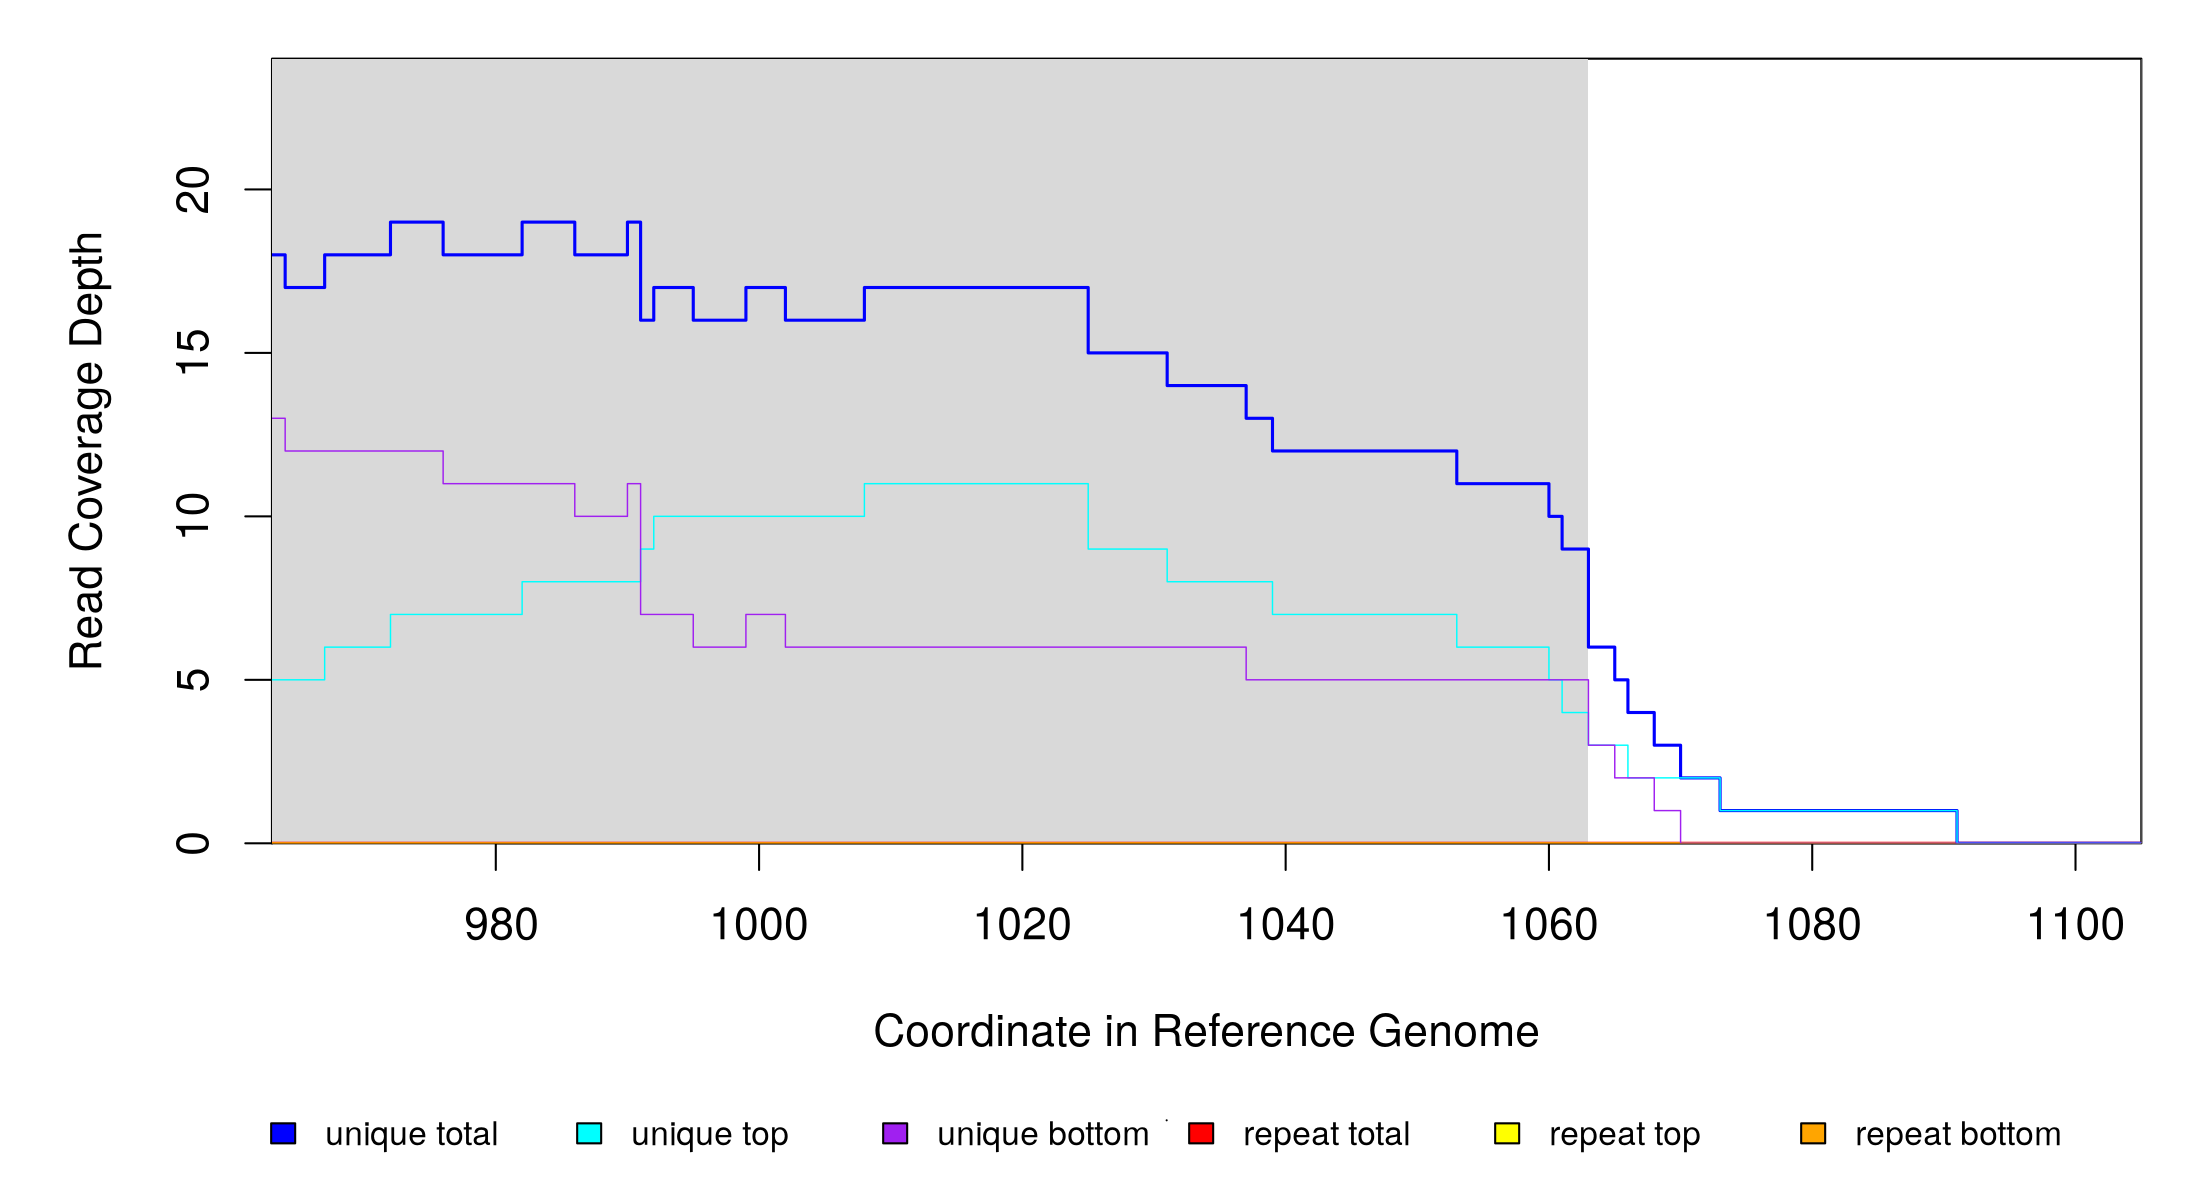 Read Coverage Depth
20
15
10
5
0
980 1000 1020 1040 1060 1080 1100
Coordinate in Reference Genome
unique total unique top unique bottom repeat total repeat top repeat bottom